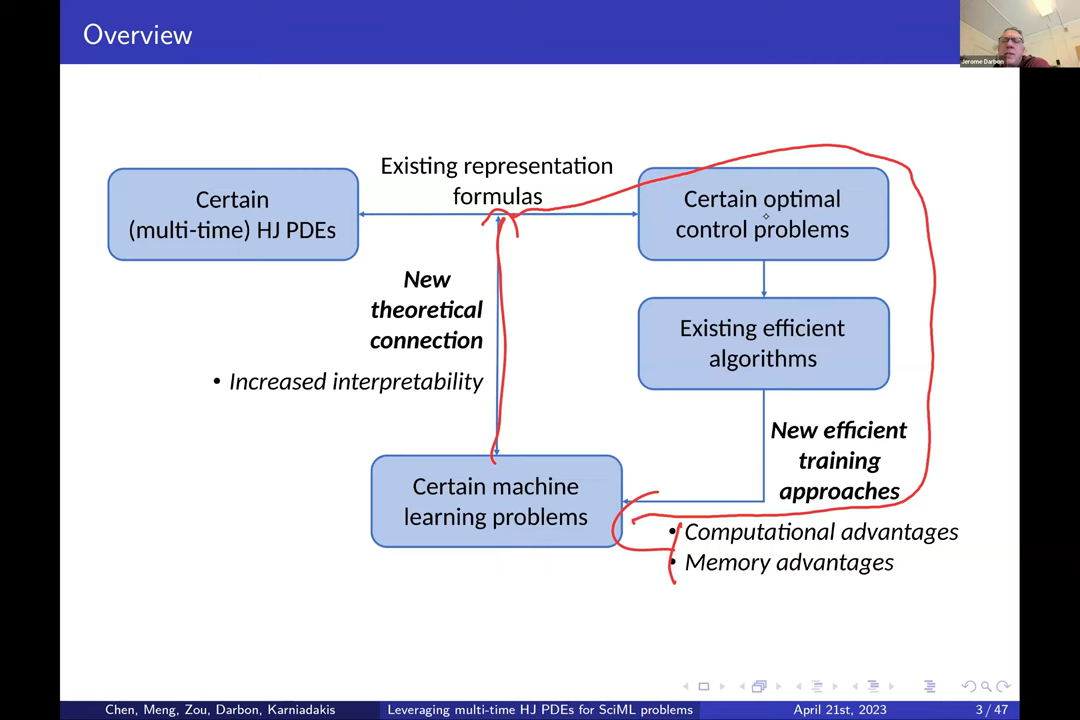 Overview
Jerome Darbon
Existing representation
formulas
Certain
(multi-time) HJ PDEs
Certain optimal
control problems
New
theoretical
connection
• Increased interpretability
Existing efficient
algorithms
New efficient
training
approaches
Certain machine
learning problems
• Computational advantages
• Memory advantages
Chen, Meng, Zou, Darbon, Karniadakis
Leveraging multi-time HJ PDEs for SciML problems
April 21st, 2023
3 / 47